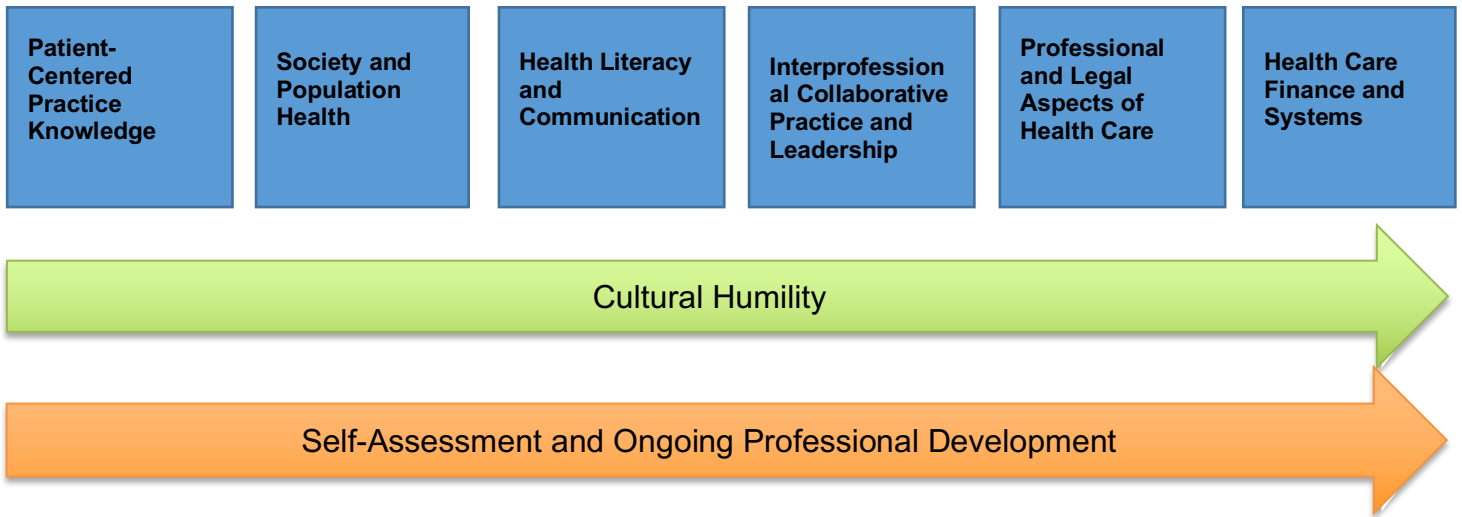 Patient-
Centered
Practice
Knowledge
Society and
Population
Health
Health Literacy
and
Communication
Interprofession
al Collaborative
Practice and
Leadership
Professional
and Legal
Aspects of
Health Care
Health Care
Finance and
Systems
Cultural Humility
Self-Assessment and Ongoing Professional Development